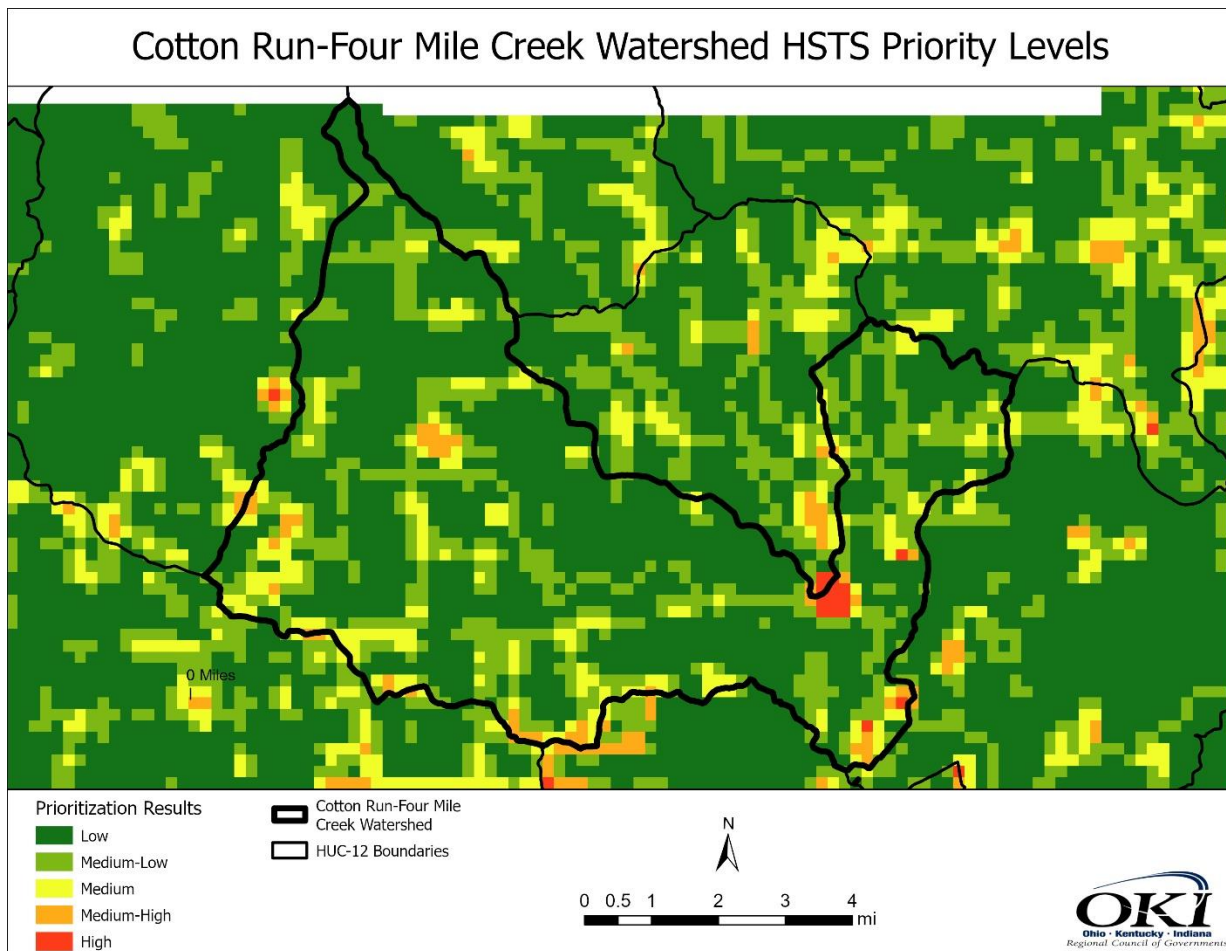 Cotton Run-Four Mile Creek Watershed HSTS Priority Levels
0 Miles
Prioritization Results
Low
Medium-Low
Medium
Medium-High
High
Cotton Run-Four Mile
Creek Watershed
HUC-12 Boundaries
N
0 0.5 1 2 3 4
mi
OKI
Ohio • Kentucky • Indiana
Regional Council of Governments